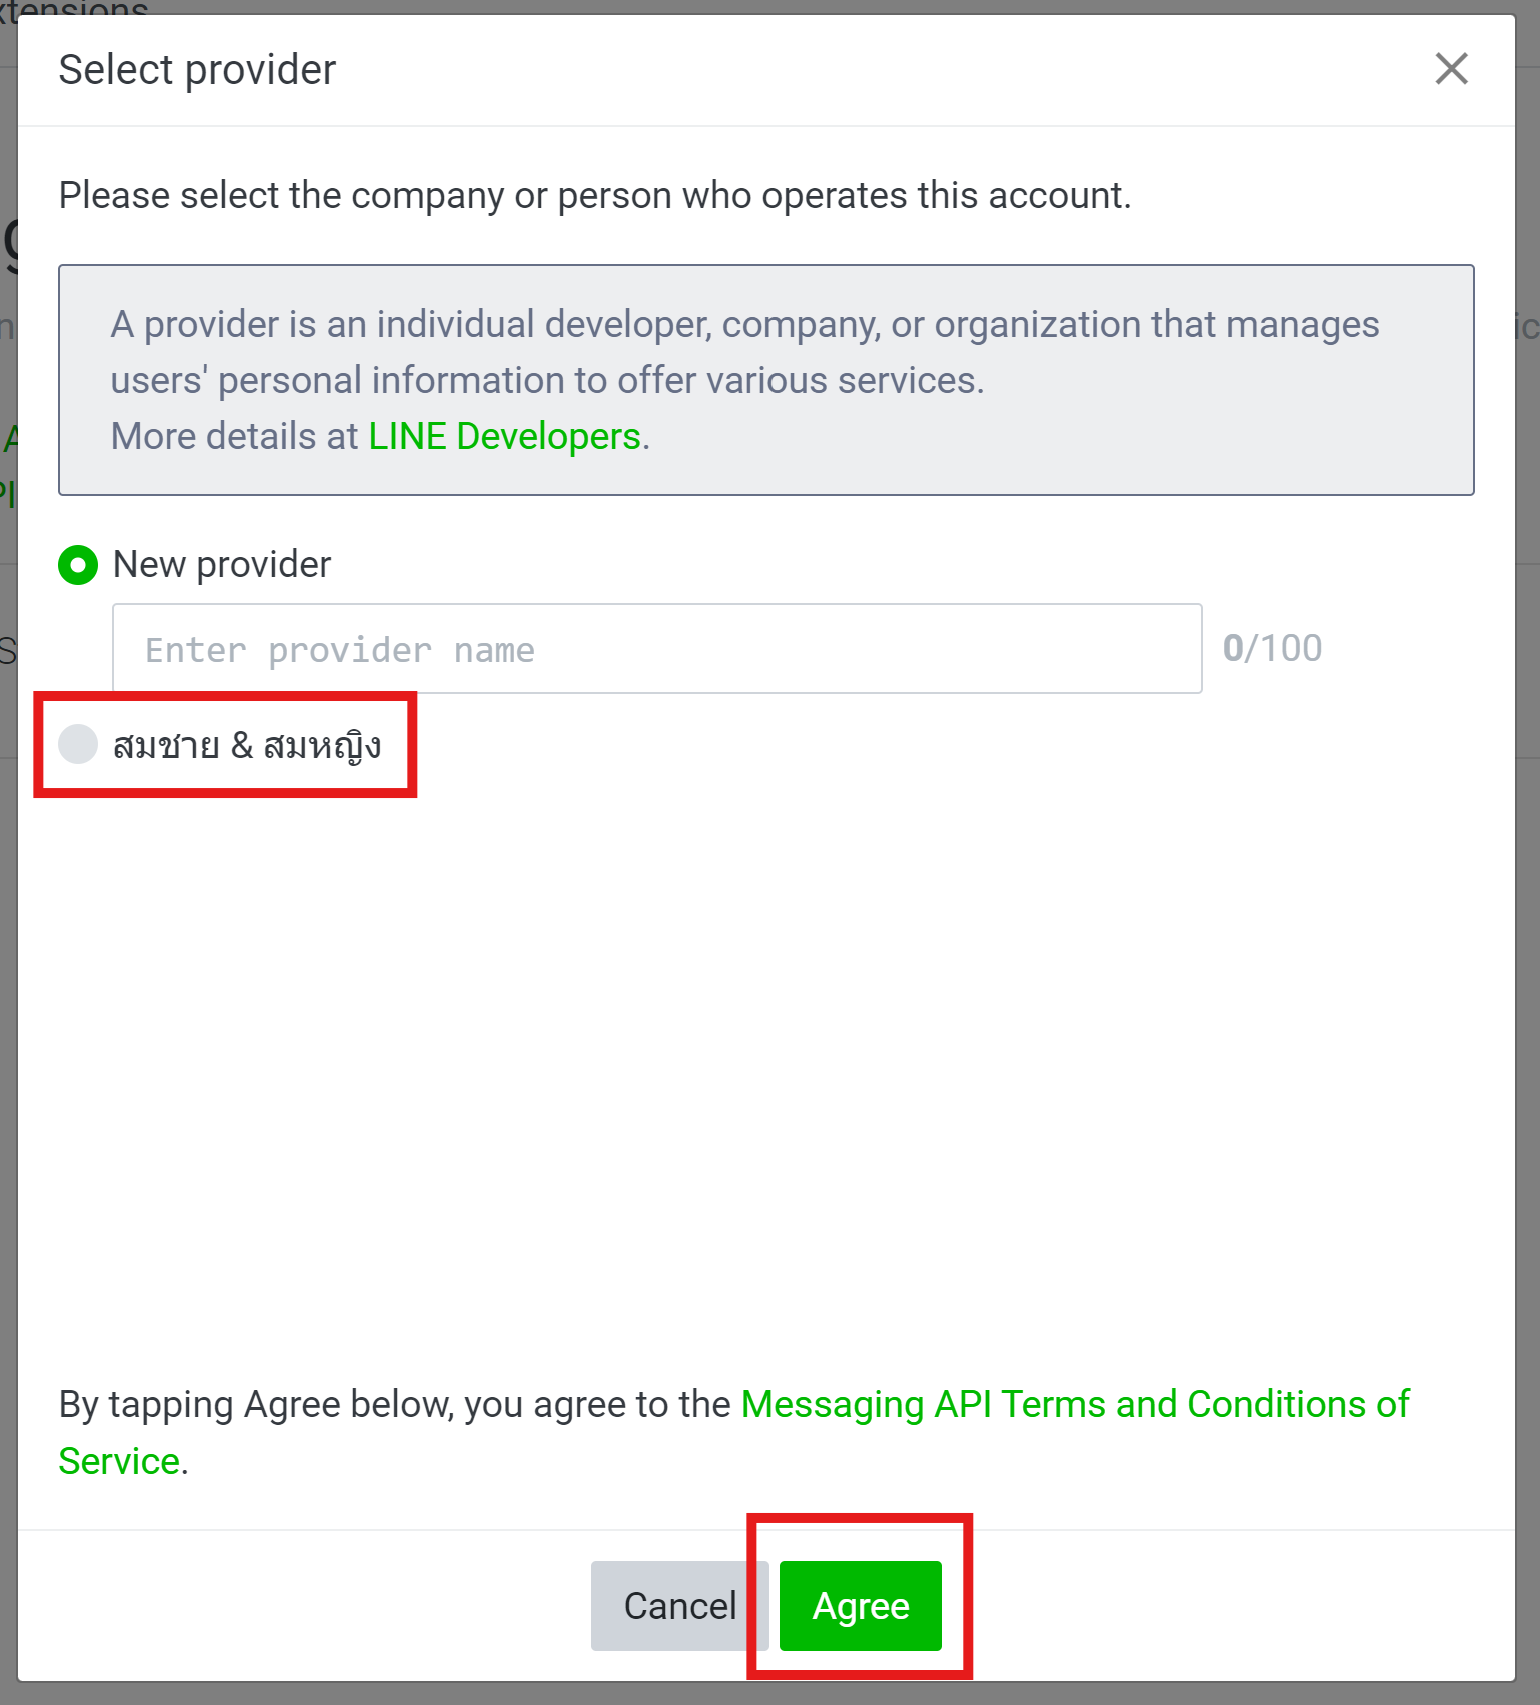 Select provider
Please select the company or person who operates this account.
A provider is an individual developer, company, or organization that manages
users' personal information to offer various services.
More details at LINE Developers.
New provider
Enter provider name
0/100
สมชาย & สมหญิง
By tapping Agree below, you agree to the Messaging API Terms and Conditions of
Service.
Cancel
Agree